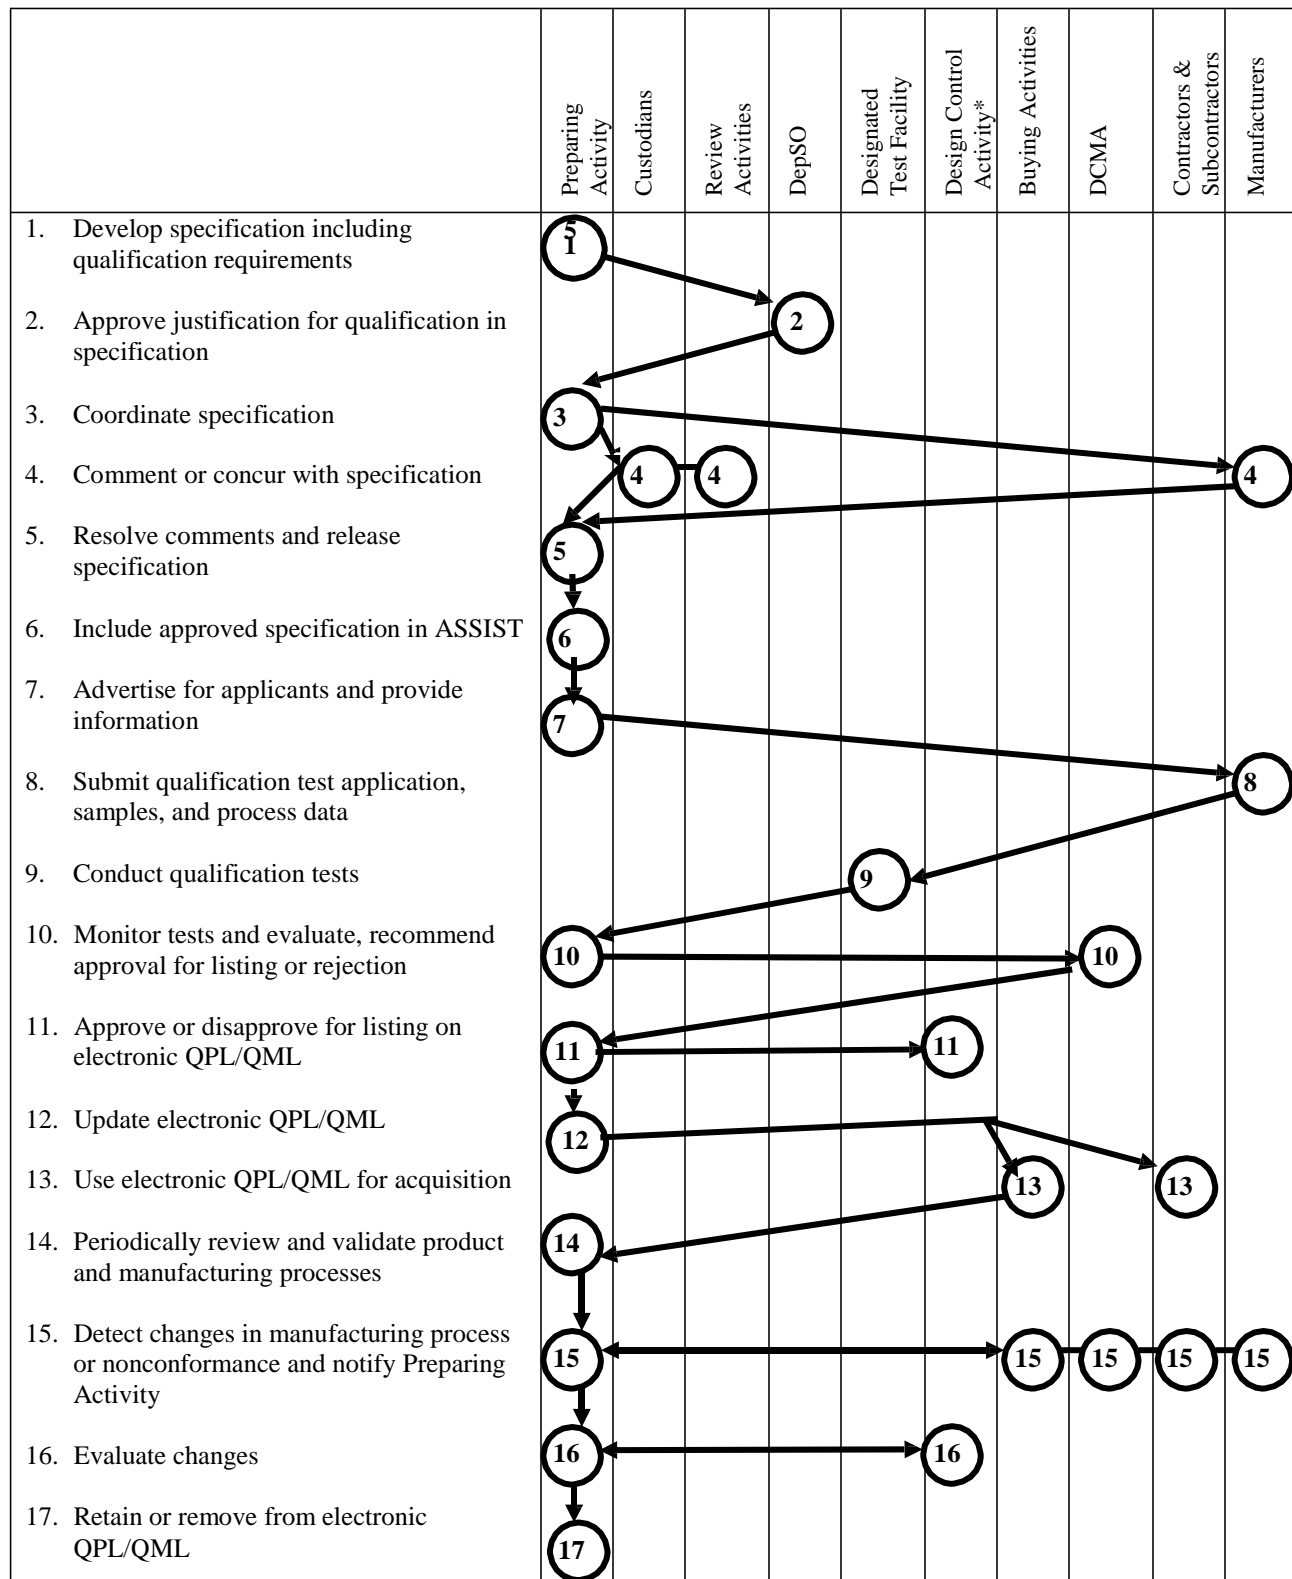 Preparing
Activity
Custodians
Review
Activities
DepSO
Designated
Test Facility
Design Control
Activity*
Buying Activities
DCMA
Contractors &
Subcontractors
Manufacturers
1. Develop specification including
qualification requirements
5
1
2. Approve justification for qualification in
specification
2
3. Coordinate specification
3
4. Comment or concur with specification
4 4 4
5. Resolve comments and release
specification
5
6. Include approved specification in ASSIST
6
7. Advertise for applicants and provide
information
7
8. Submit qualification test application,
samples, and process data
8
9. Conduct qualification tests
9
10. Monitor tests and evaluate, recommend
approval for listing or rejection
10 10
11. Approve or disapprove for listing on
electronic QPL/QML
11 11
12. Update electronic QPL/QML
12
13. Use electronic QPL/QML for acquisition
13 13
14. Periodically review and validate product
and manufacturing processes
14
15. Detect changes in manufacturing process
or nonconformance and notify Preparing
Activity
15 15 15 15 15
16. Evaluate changes
16 16
17. Retain or remove from electronic
QPL/QML
17